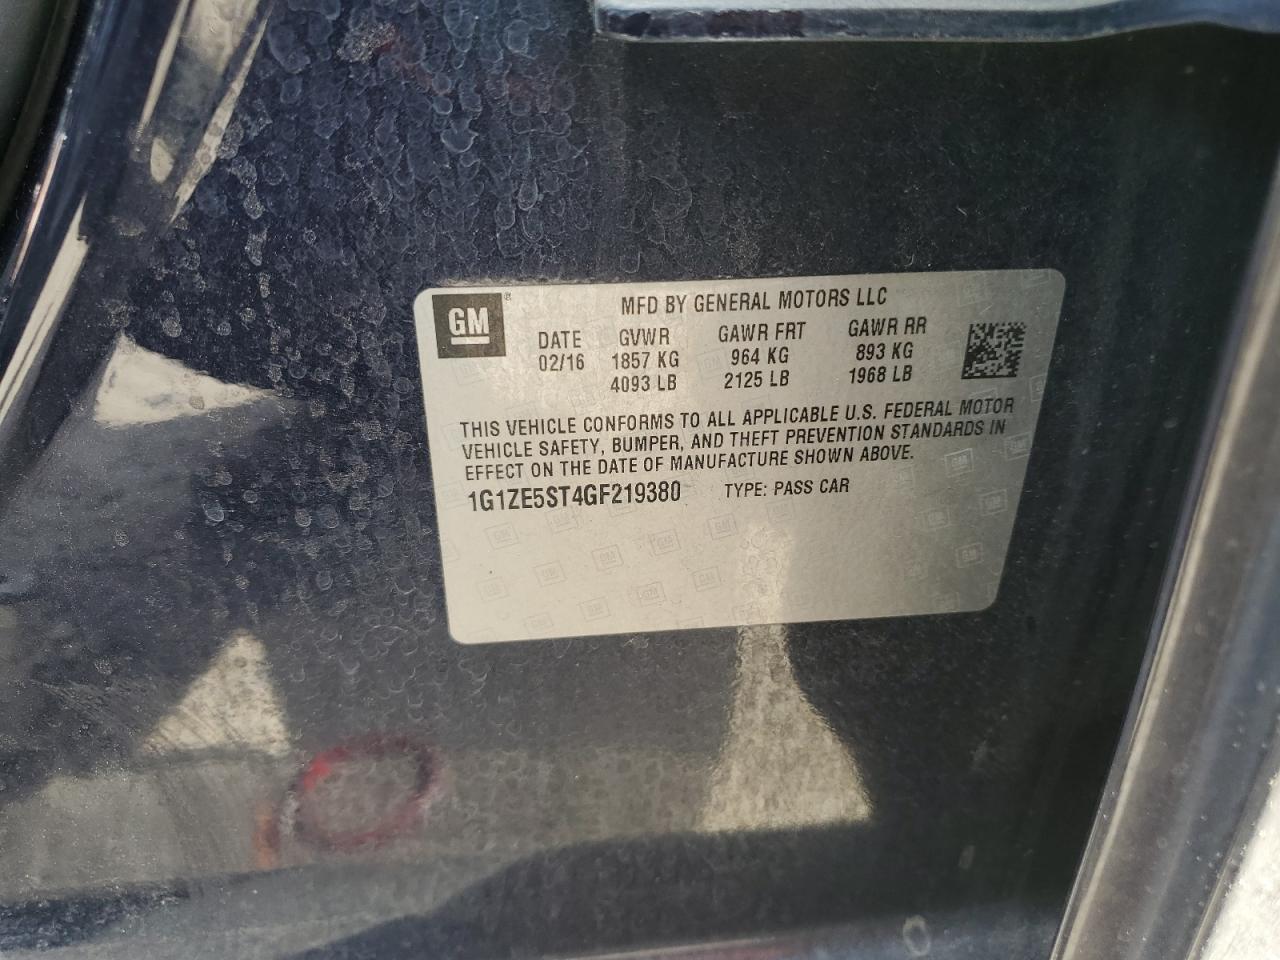 GM
MFD BY GENERAL MOTORS LLC
DATE GVWR GAWR FRT GAWR RR
02/16 1857 KG 964 KG 893 KG
4093 LB 2125 LB 1968 LB
THIS VEHICLE CONFORMS TO ALL APPLICABLE U.S. FEDERAL MOTOR
VEHICLE SAFETY, BUMPER, AND THEFT PREVENTION STANDARDS IN
EFFECT ON THE DATE OF MANUFACTURE SHOWN ABOVE.
1G1ZE5ST4GF219380 TYPE: PASS CAR